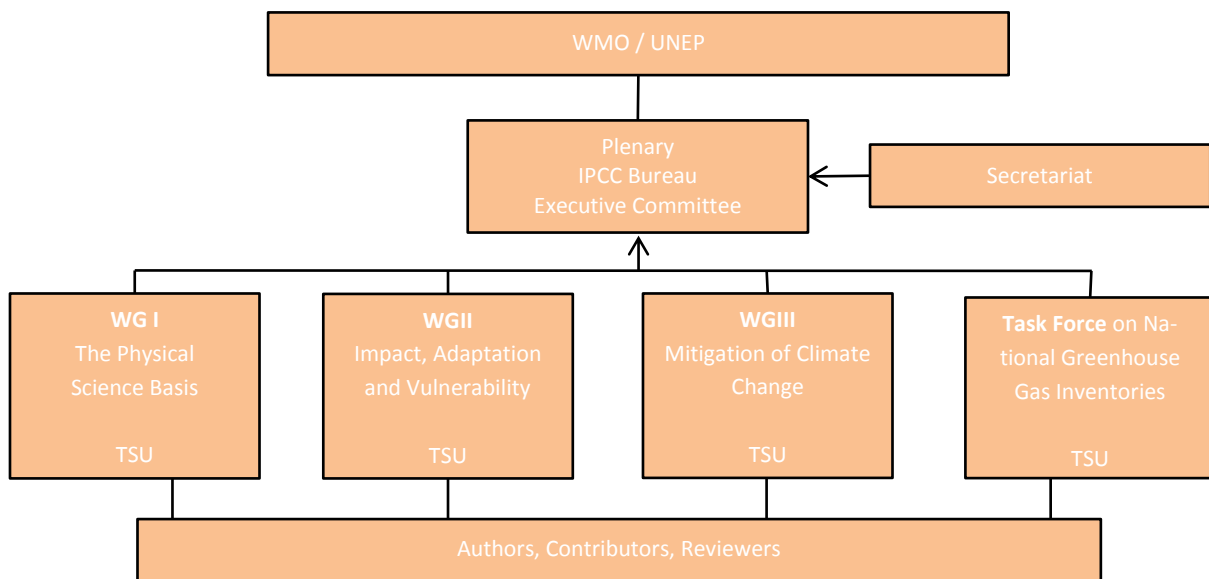 WMO / UNEP
Plenary
IPCC Bureau
Executive Committee
Secretariat
WG I
The Physical
Science Basis
TSU
WGII
Impact, Adaptation
and Vulnerability
TSU
WGIII
Mitigation of Climate
Change
TSU
Task Force on Na-
tional Greenhouse
Gas Inventories
TSU
Authors, Contributors, Reviewers